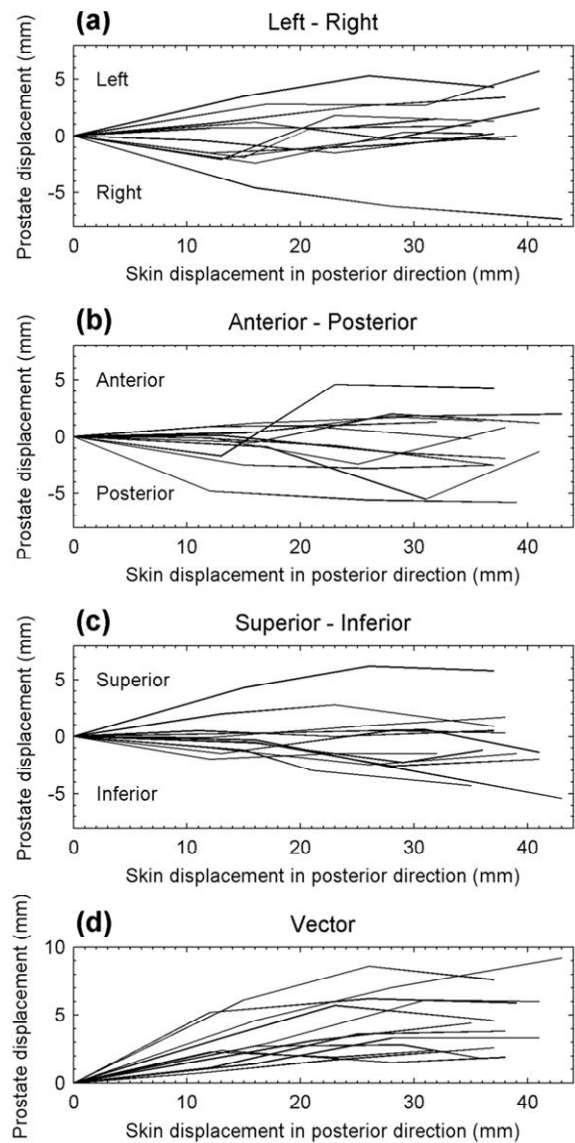 (a) Left - Right
Prostate displacement (mm)
5
0
-5
Left
Right
0 10 20 30 40
Skin displacement in posterior direction (mm)
(b) Anterior - Posterior
Prostate displacement (mm)
5
0
-5
Anterior
Posterior
0 10 20 30 40
Skin displacement in posterior direction (mm)
(c) Superior - Inferior
Prostate displacement (mm)
5
0
-5
Superior
Inferior
0 10 20 30 40
Skin displacement in posterior direction (mm)
(d) Vector
Prostate displacement (mm)
10
5
0
0 10 20 30 40
Skin displacement in posterior direction (mm)